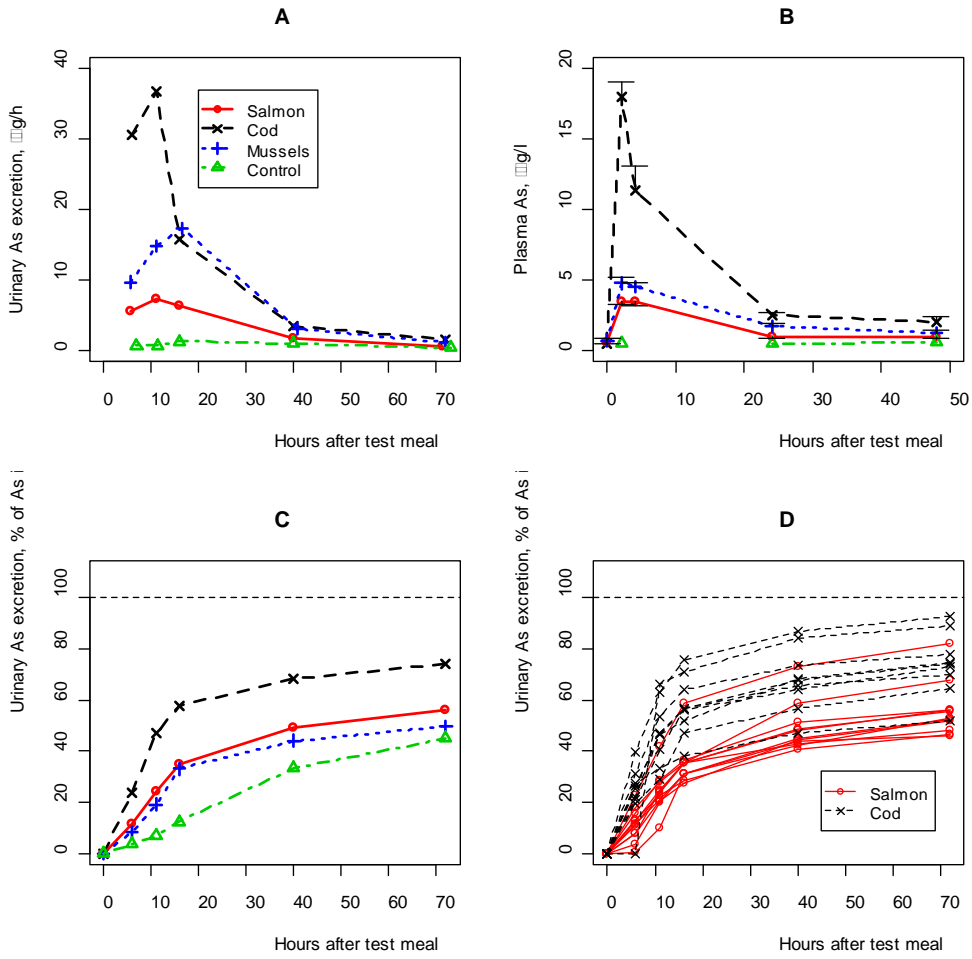 A
Urinary As excretion, g/h
40
30
20
10
0
Salmon
Cod
Mussels
Control
0 10 20 30 40 50 60 70
Hours after test meal
B
Plasma As, g/l
20
15
10
5
0
0 10 20 30 40 50
Hours after test meal
C
Urinary As excretion, % of As i
100
80
60
40
20
0
0 10 20 30 40 50 60 70
Hours after test meal
D
Urinary As excretion, % of As i
100
80
60
40
20
0
Salmon
Cod
0 10 20 30 40 50 60 70
Hours after test meal